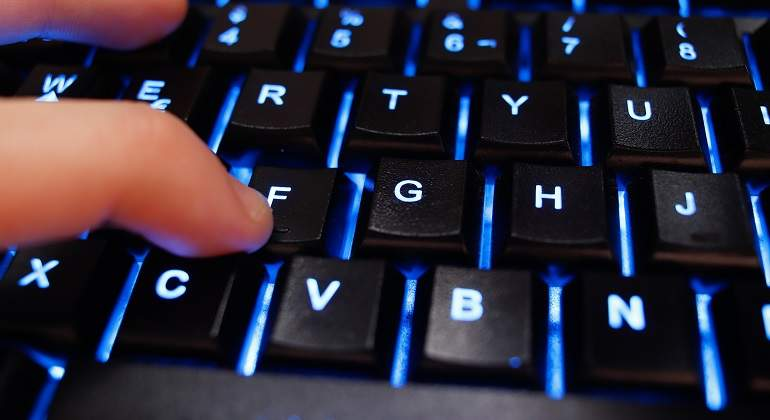 $ % & / (
4 5 6 ¬ 7 8
W E € R T Y U
F G H J
X C V B N